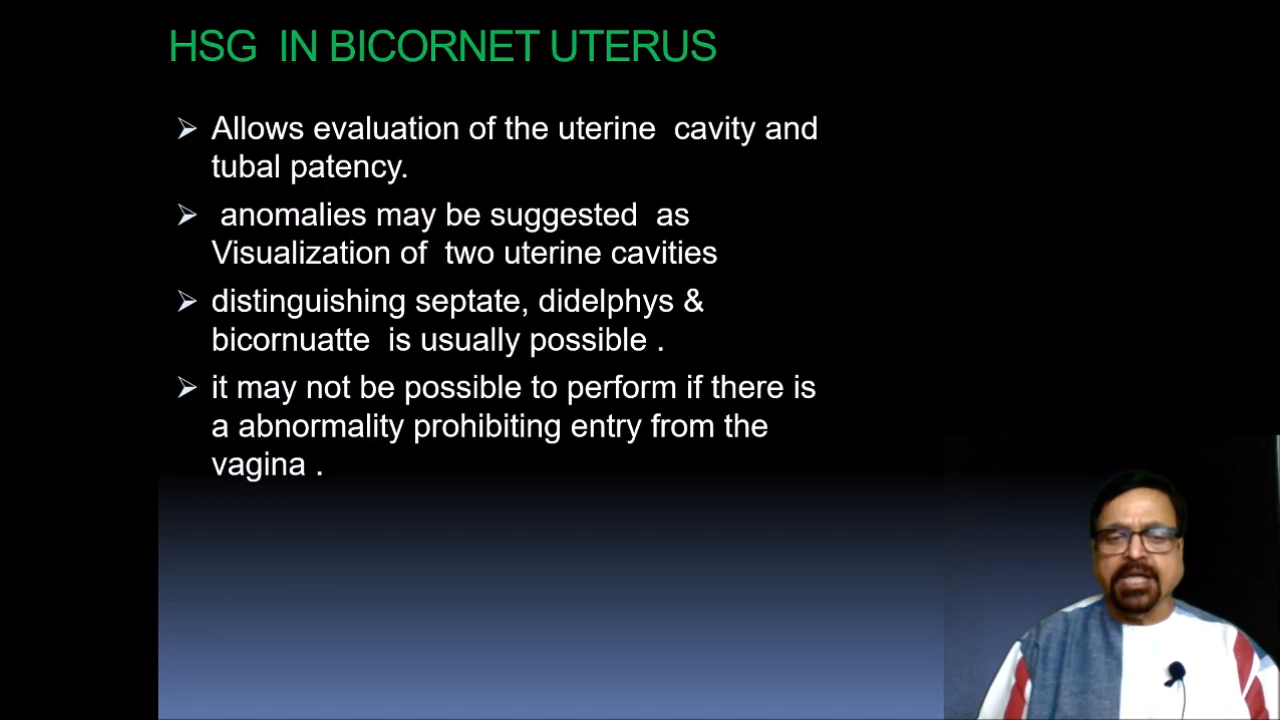 HSG IN BICORNET UTERUS
➢ Allows evaluation of the uterine cavity and
tubal patency.
➢ anomalies may be suggested as
Visualization of two uterine cavities
➢ distinguishing septate, didelphys &
bicornuatte is usually possible .
➢ it may not be possible to perform if there is
a abnormality prohibiting entry from the
vagina .